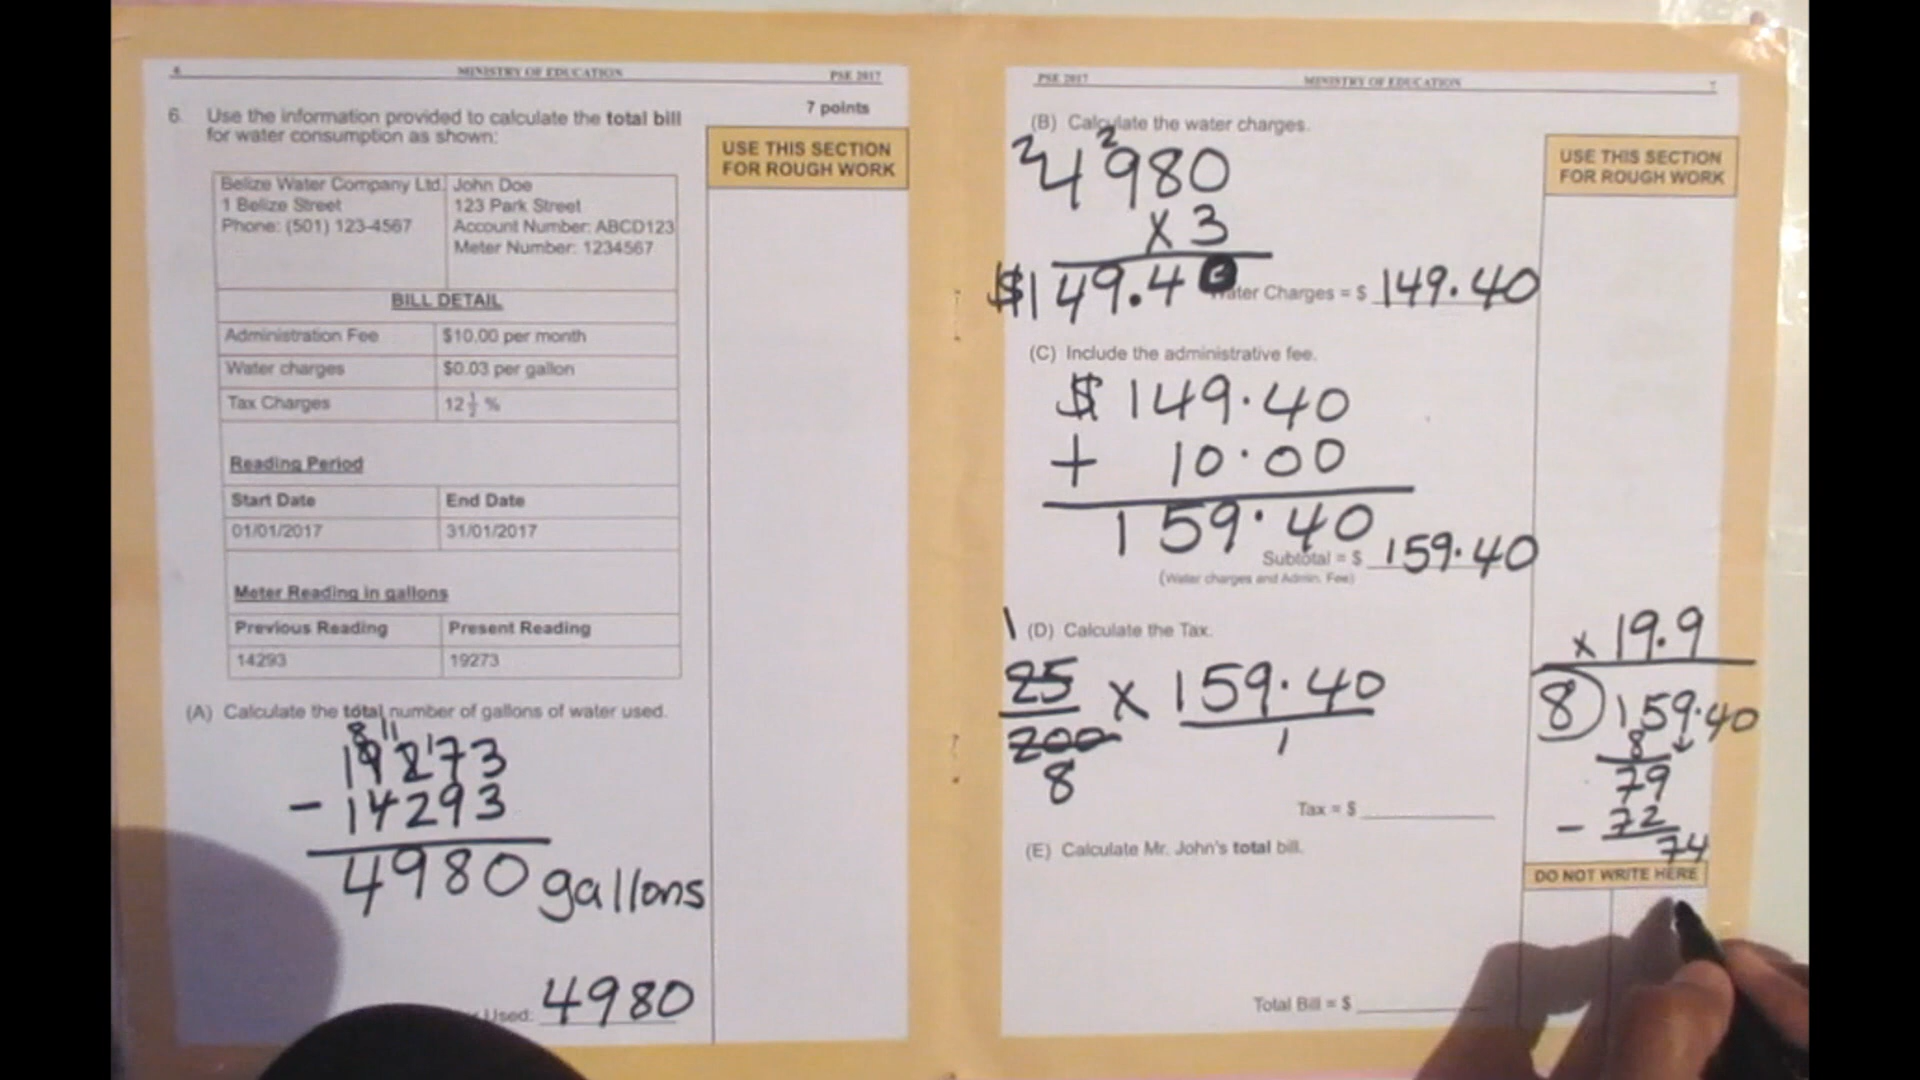 4 MINISTRY OF EDUCATION PSE 2017
7 points
6. Use the information provided to calculate the total bill
for water consumption as shown:
USE THIS SECTION
FOR ROUGH WORK
Belize Water Company Ltd.
1 Belize Street
Phone: (501) 123-4567
John Doe
123 Park Street
Account Number: ABCD123
Meter Number: 1234567
BILL DETAIL
Administration Fee $10.00 per month
Water charges $0.03 per gallon
Tax Charges 12½ %
Reading Period
Start Date End Date
01/01/2017 31/01/2017
Meter Reading in gallons
Previous Reading Present Reading
14293 19273
(A) Calculate the total number of gallons of water used.
8 11 1
19273
- 14293
4980 gallons
Used: 4980
PSE 2017 MINISTRY OF EDUCATION 7
(B) Calculate the water charges.
2 2
4980
x 3
$149.40
Water Charges = $ 149.40
USE THIS SECTION
FOR ROUGH WORK
(C) Include the administrative fee.
$149.40
+ 10.00
159.40
Subtotal = $ 159.40
(Water charges and Admin. Fee)
(D) Calculate the Tax.
1
25 x 159.40
200 1
8
Tax = $
x 19.9
8)159.40
8
79
- 72
74
(E) Calculate Mr. John's total bill.
DO NOT WRITE HERE
Total Bill = $